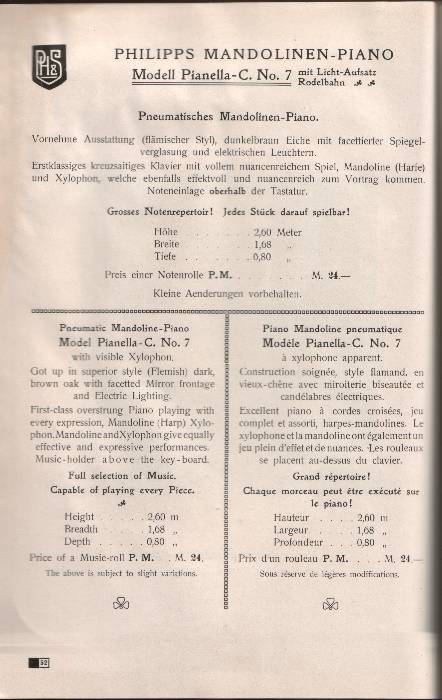 PH&S
PHILIPPS MANDOLINEN-PIANO
Modell Pianella-C. No. 7 mit Licht-Aufsatz
Rodelbahn
Pneumatisches Mandolinen-Piano.
Vornehme Ausstattung (flämischer Styl), dunkelbraun Eiche mit facettierter Spiegel-
verglasung und elektrischen Leuchtern.
Erstklassiges kreuzsaitiges Klavier mit vollem nuancenreichem Spiel, Mandoline (Harfe)
und Xylophon, welche ebenfalls effektvoll und nuancenreich zum Vortrag kommen.
Noteneinlage oberhalb der Tastatur.
Grosses Notenrepertoir! Jedes Stück darauf spielbar!
Höhe . . . . . . . 2,60 Meter
Breite . . . . . . . 1,68 „
Tiefe . . . . . . . 0,80 „
Preis einer Notenrolle P. M. . . . . . . . M. 24.—
Kleine Aenderungen vorbehalten.
Pneumatic Mandoline-Piano
Model Pianella-C. No. 7
with visible Xylophon.
Got up in superior style (Flemish) dark,
brown oak with facetted Mirror frontage
and Electric Lighting.
First-class overstrung Piano playing with
every expression, Mandoline (Harp) Xylo-
phon. Mandoline and Xylophon give equally
effective and expressive performances.
Music-holder above the key-board.
Full selection of Music.
Capable of playing every Piece.
Height . . . . . 2,60 m
Breadth . . . . 1,68 „
Depth . . . . . 0,80 „
Price of a Music-roll P. M. . M. 24.
The above is subject to slight variations.
Piano Mandoline pneumatique
Modèle Pianella-C. No. 7
à xylophone apparent.
Construction soignée, style flamand, en
vieux-chêne avec miroiterie biseautée et
candélabres électriques.
Excellent piano à cordes croisées, jeu
complet et assorti, harpes-mandolines. Le
xylophone et la mandoline ont également un
jeu plein d'effet et de nuances. Les rouleaux
se placent au-dessus du clavier.
Grand répertoire!
Chaque morceau peut être exécuté sur
le piano!
Hauteur . . . . 2,60 m
Largeur . . . . 1,68 „
Profondeur . . . 0,80 „
Prix d'un rouleau P. M. . . . M. 24.—
Sous réserve de légères modifications.
52